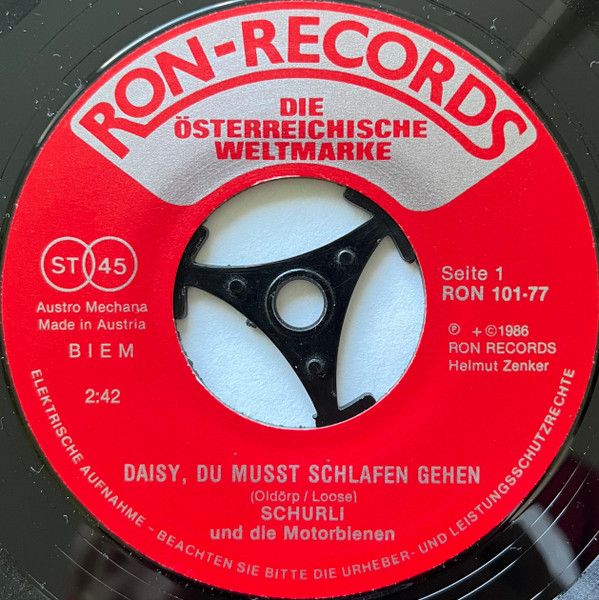 RON-RECORDS
DIE
ÖSTERREICHISCHE
WELTMARKE
ST 45
Austro Mechana
Made in Austria
BIEM
2:42
Seite 1
RON 101-77
℗ + © 1986
RON RECORDS
Helmut Zenker
DAISY, DU MUSST SCHLAFEN GEHEN
(Oldörp / Loose)
SCHURLI
und die Motorbienen
ELEKTRISCHE AUFNAHME - BEACHTEN SIE BITTE DIE URHEBER- UND LEISTUNGSSCHUTZRECHTE